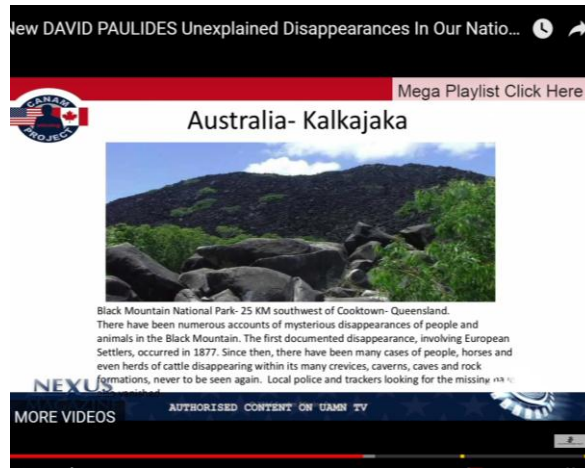 New DAVID PAULIDES Unexplained Disappearances In Our Natio...
Mega Playlist Click Here
CANAM
PROJECT
Australia- Kalkajaka
Black Mountain National Park- 25 KM southwest of Cooktown- Queensland.
There have been numerous accounts of mysterious disappearances of people and
animals in the Black Mountain. The first documented disappearance, involving European
Settlers, occurred in 1877. Since then, there have been many cases of people, horses and
even herds of cattle disappearing within its many crevices, caverns, caves and rock
formations, never to be seen again. Local police and trackers looking for the missing
NEXUS
AUTHORISED CONTENT ON UAMN TV
MORE VIDEOS